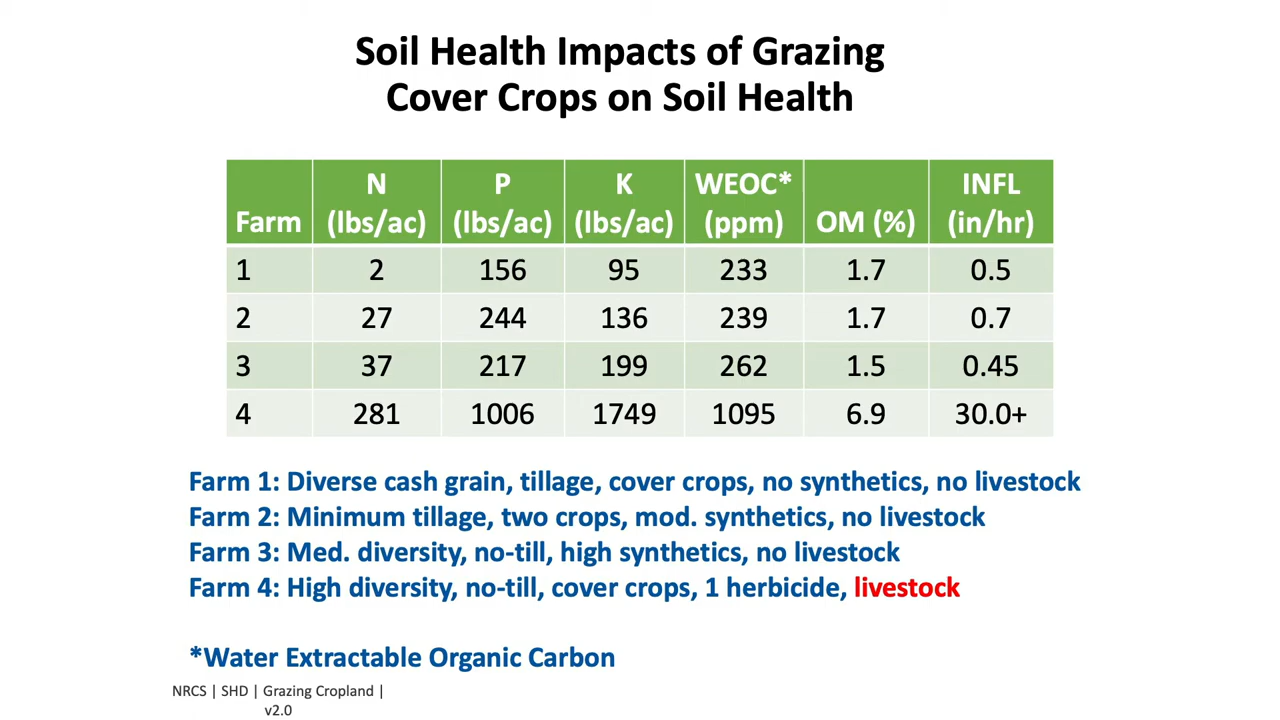 Soil Health Impacts of Grazing
Cover Crops on Soil Health
Farm N (lbs/ac) P (lbs/ac) K (lbs/ac) WEOC* (ppm) OM (%) INFL (in/hr)
1 2 156 95 233 1.7 0.5
2 27 244 136 239 1.7 0.7
3 37 217 199 262 1.5 0.45
4 281 1006 1749 1095 6.9 30.0+
Farm 1: Diverse cash grain, tillage, cover crops, no synthetics, no livestock
Farm 2: Minimum tillage, two crops, mod. synthetics, no livestock
Farm 3: Med. diversity, no-till, high synthetics, no livestock
Farm 4: High diversity, no-till, cover crops, 1 herbicide, livestock
*Water Extractable Organic Carbon
NRCS | SHD | Grazing Cropland |
v2.0